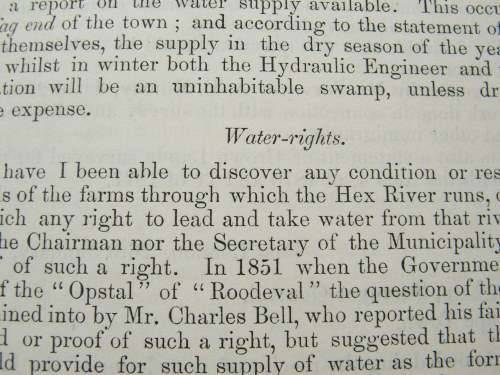 a report on the water supply available. This occu
fag end of the town; and according to the statement of
themselves, the supply in the dry season of the ye
whilst in winter both the Hydraulic Engineer and
tion will be an uninhabitable swamp, unless dr
e expense.
Water-rights.
have I been able to discover any condition or res
s of the farms through which the Hex River runs,
ich any right to lead and take water from that riv
he Chairman nor the Secretary of the Municipality
f of such a right. In 1851 when the Governme
f the "Opstal" of "Roodeval" the question of the
ained into by Mr. Charles Bell, who reported his fai
d or proof of such a right, but suggested that th
ld provide for such supply of water as the form